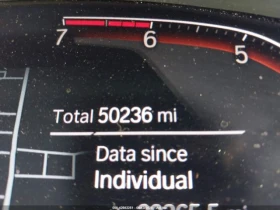 7 6 5
Total 50236 mi
Data since
Individual